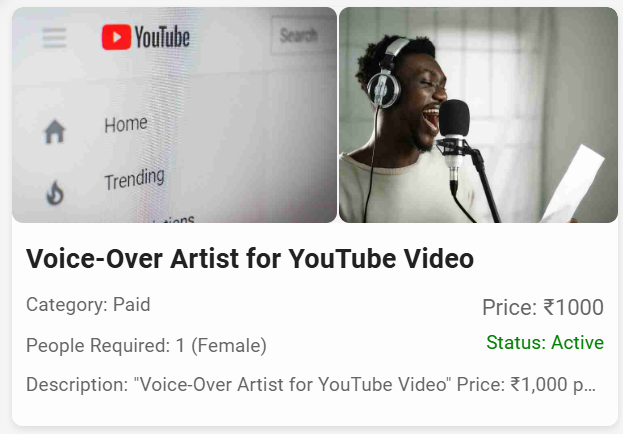 YouTube
Search
Home
Trending
Voice-Over Artist for YouTube Video
Category: Paid
Price: ₹1000
People Required: 1 (Female)
Status: Active
Description: "Voice-Over Artist for YouTube Video" Price: ₹1,000 p...